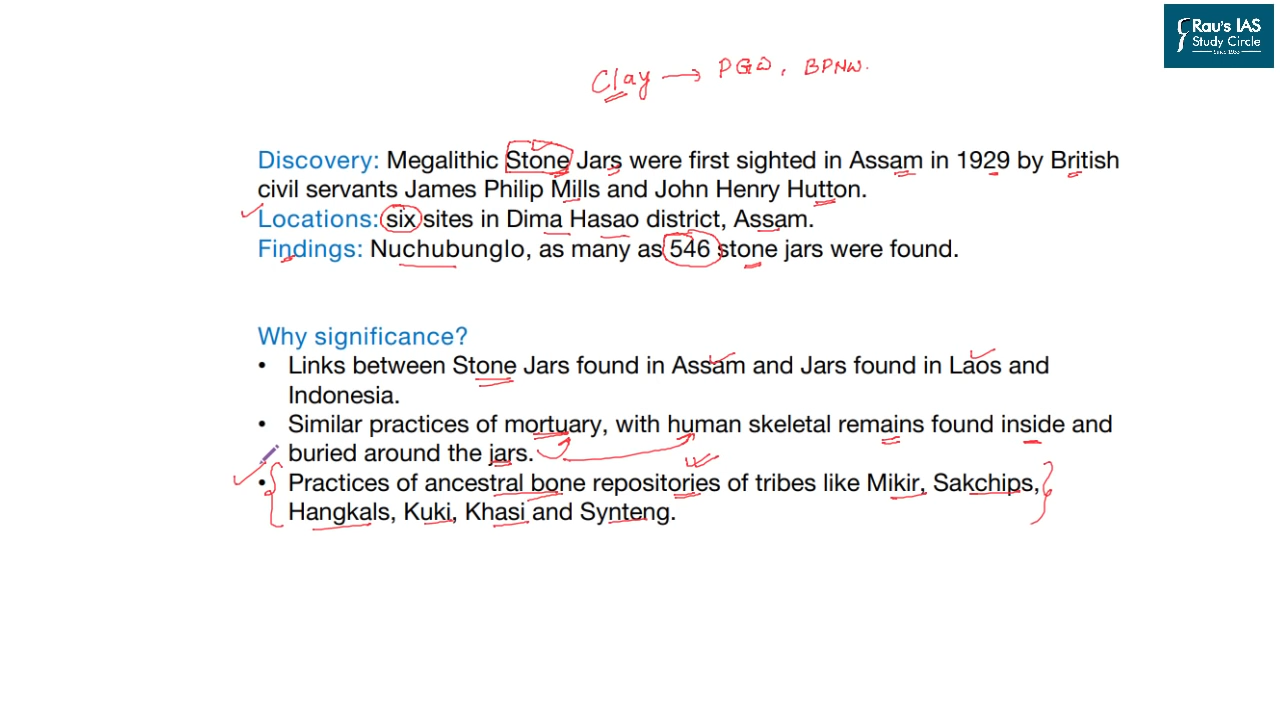 Rau's IAS
Study Circle
Since 1953
Clay → PGW, BPNW.
Discovery: Megalithic Stone Jars were first sighted in Assam in 1929 by British
civil servants James Philip Mills and John Henry Hutton.
Locations: six sites in Dima Hasao district, Assam.
Findings: Nuchubunglo, as many as 546 stone jars were found.
Why significance?
• Links between Stone Jars found in Assam and Jars found in Laos and
Indonesia.
• Similar practices of mortuary, with human skeletal remains found inside and
buried around the jars.
• Practices of ancestral bone repositories of tribes like Mikir, Sakchips,
Hangkals, Kuki, Khasi and Synteng.